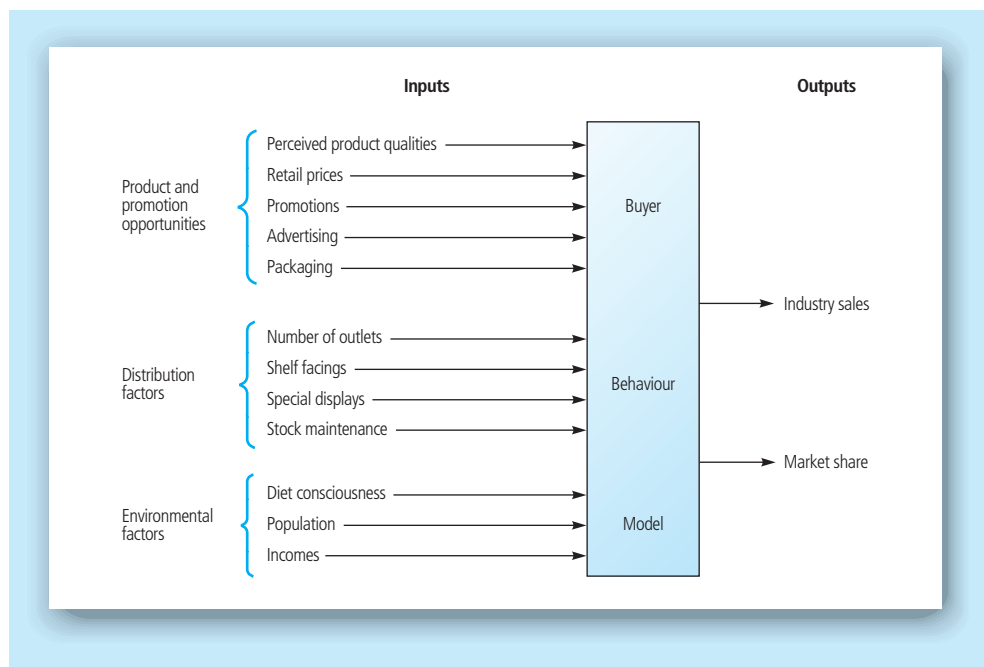 Inputs
Outputs
Product and
promotion
opportunities
Perceived product qualities
Retail prices
Promotions
Advertising
Packaging
Distribution
factors
Number of outlets
Shelf facings
Special displays
Stock maintenance
Environmental
factors
Diet consciousness
Population
Incomes
Buyer
Behaviour
Model
Industry sales
Market share